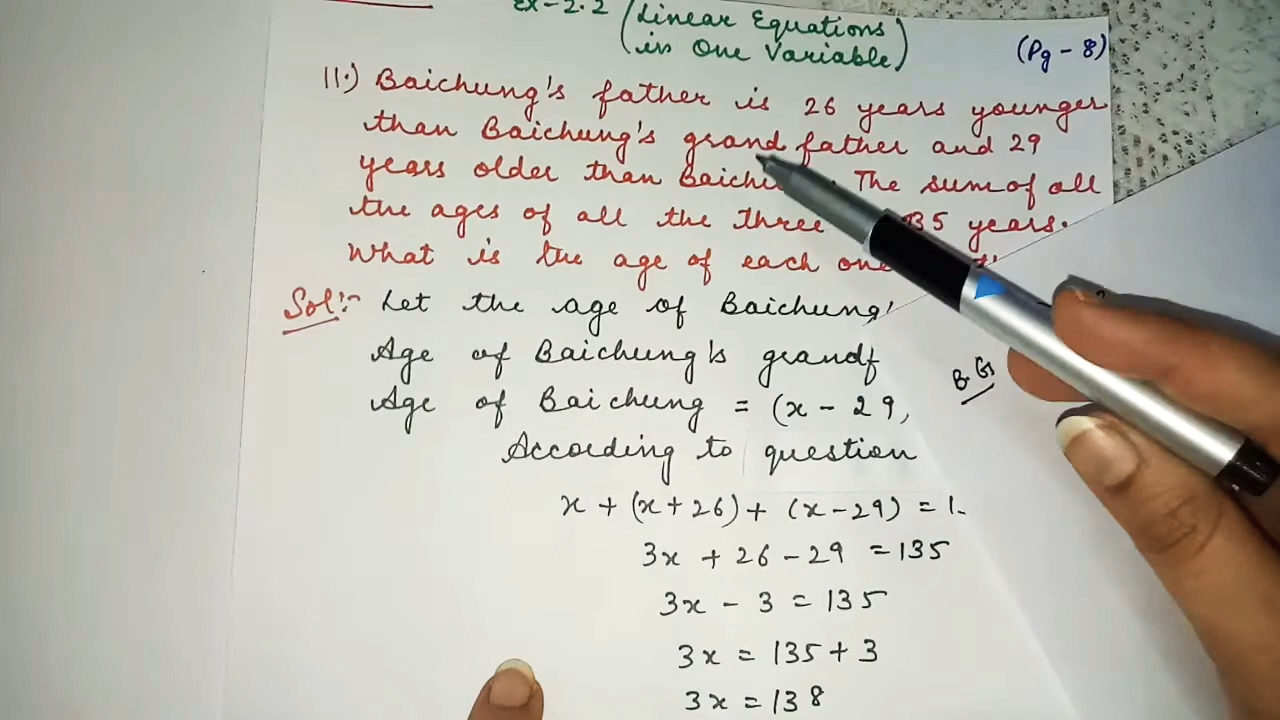 Ex-2.2 (Linear Equations
in One Variable)
(Pg - 8)
11.) Baichung's father is 26 years younger
than Baichung's grandfather and 29
years older than Baichu The sum of all
the ages of all the three 35 years.
What is the age of each one
Sol:- Let the age of Baichung'
Age of Baichung's grandf
Age of Baichung = (x - 29,
B.G
According to question
x + (x+26) + (x-29) = 1
3x + 26 - 29 = 135
3x - 3 = 135
3x = 135 + 3
3x = 138